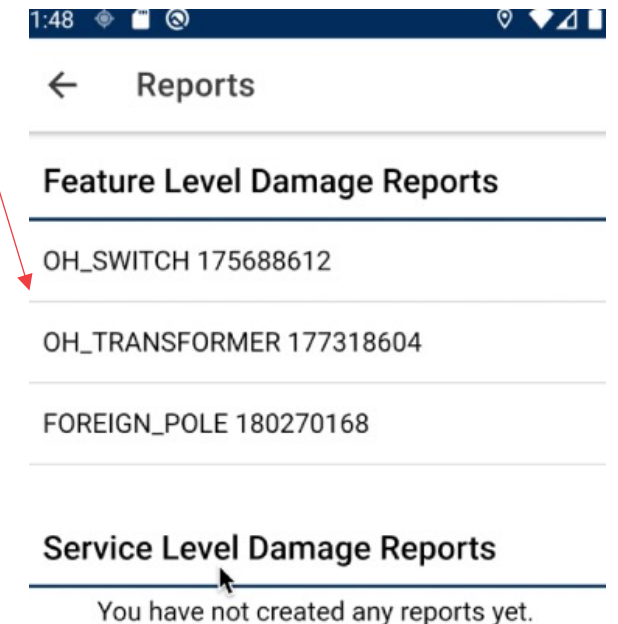 1:48
Reports
Feature Level Damage Reports
OH_SWITCH 175688612
OH_TRANSFORMER 177318604
FOREIGN_POLE 180270168
Service Level Damage Reports
You have not created any reports yet.